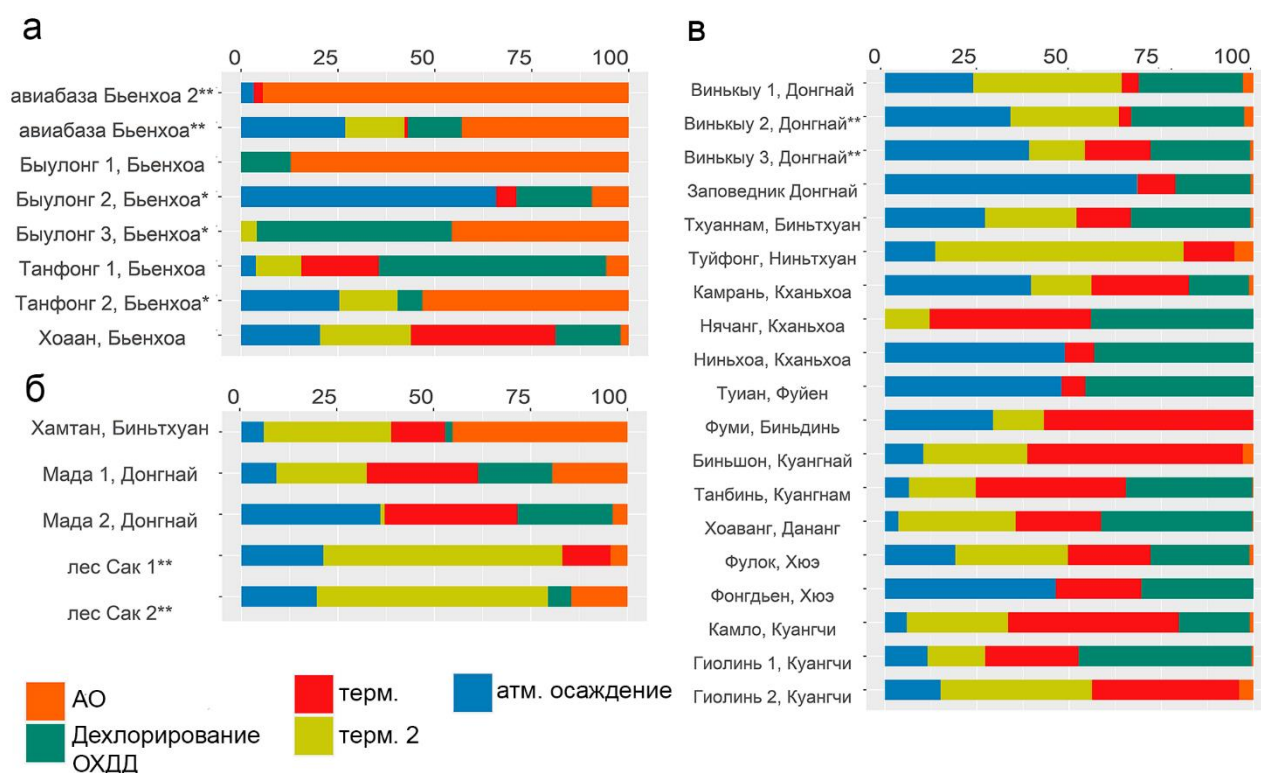 а
0 25 50 75 100
авиабаза Бьенхоа 2**
авиабаза Бьенхоа**
Быулонг 1, Бьенхоа
Быулонг 2, Бьенхоа*
Быулонг 3, Бьенхоа*
Танфонг 1, Бьенхоа
Танфонг 2, Бьенхоа*
Хоаан, Бьенхоа
б
0 25 50 75 100
Хамтан, Биньтхуан
Мада 1, Донгнай
Мада 2, Донгнай
лес Сак 1**
лес Сак 2**
АО
Дехлорирование
ОХДД
терм.
терм. 2
атм. осаждение
в
0 25 50 75 100
Винькыу 1, Донгнай
Винькыу 2, Донгнай**
Винькыу 3, Донгнай**
Заповедник Донгнай
Тхуаннам, Биньтхуан
Туйфонг, Ниньтхуан
Камрань, Кханьхоа
Нячанг, Кханьхоа
Ниньхоа, Кханьхоа
Туиан, Фуйен
Фуми, Биньдинь
Биньшон, Куангнай
Танбинь, Куангнам
Хоаванг, Дананг
Фулок, Хюэ
Фонгдьен, Хюэ
Камло, Куангчи
Гиолинь 1, Куангчи
Гиолинь 2, Куангчи